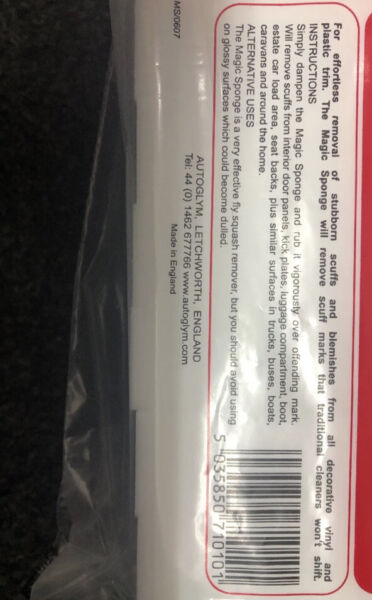 For effortless removal of stubborn scuffs and blemishes from all decorative vinyl and
plastic trim. The Magic Sponge will remove scuff marks that traditional cleaners won't shift.
INSTRUCTIONS
Simply dampen the Magic Sponge and rub it vigorously over offending mark.
Will remove scuffs from interior door panels, kick plates, luggage compartment, boot,
estate car load area, seat backs, plus similar surfaces in trucks, buses, boats,
caravans and around the home.
ALTERNATIVE USES
The Magic Sponge is a very effective fly squash remover, but you should avoid using
on glossy surfaces which could become dulled.
5 035850 710101
AUTOGLYM, LETCHWORTH, ENGLAND
Tel: 44 (0) 1462 677766 www.autoglym.com
Made in England
MS/0607